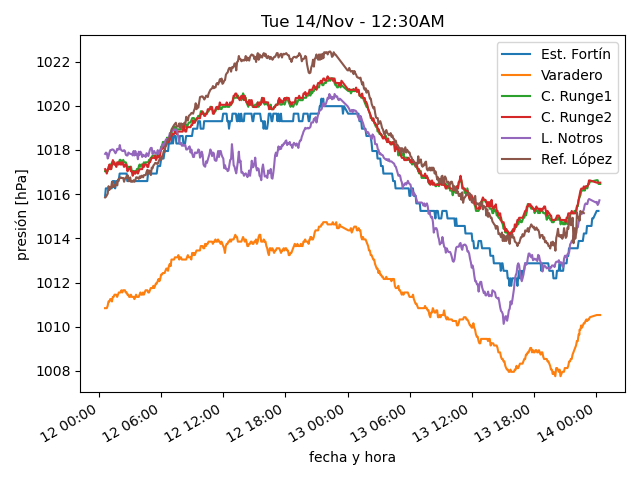 Tue 14/Nov - 12:30AM
presión [hPa]
1022
1020
1018
1016
1014
1012
1010
1008
Est. Fortín
Varadero
C. Runge1
C. Runge2
L. Notros
Ref. López
12 00:00
12 06:00
12 12:00
12 18:00
13 00:00
13 06:00
13 12:00
13 18:00
14 00:00
fecha y hora